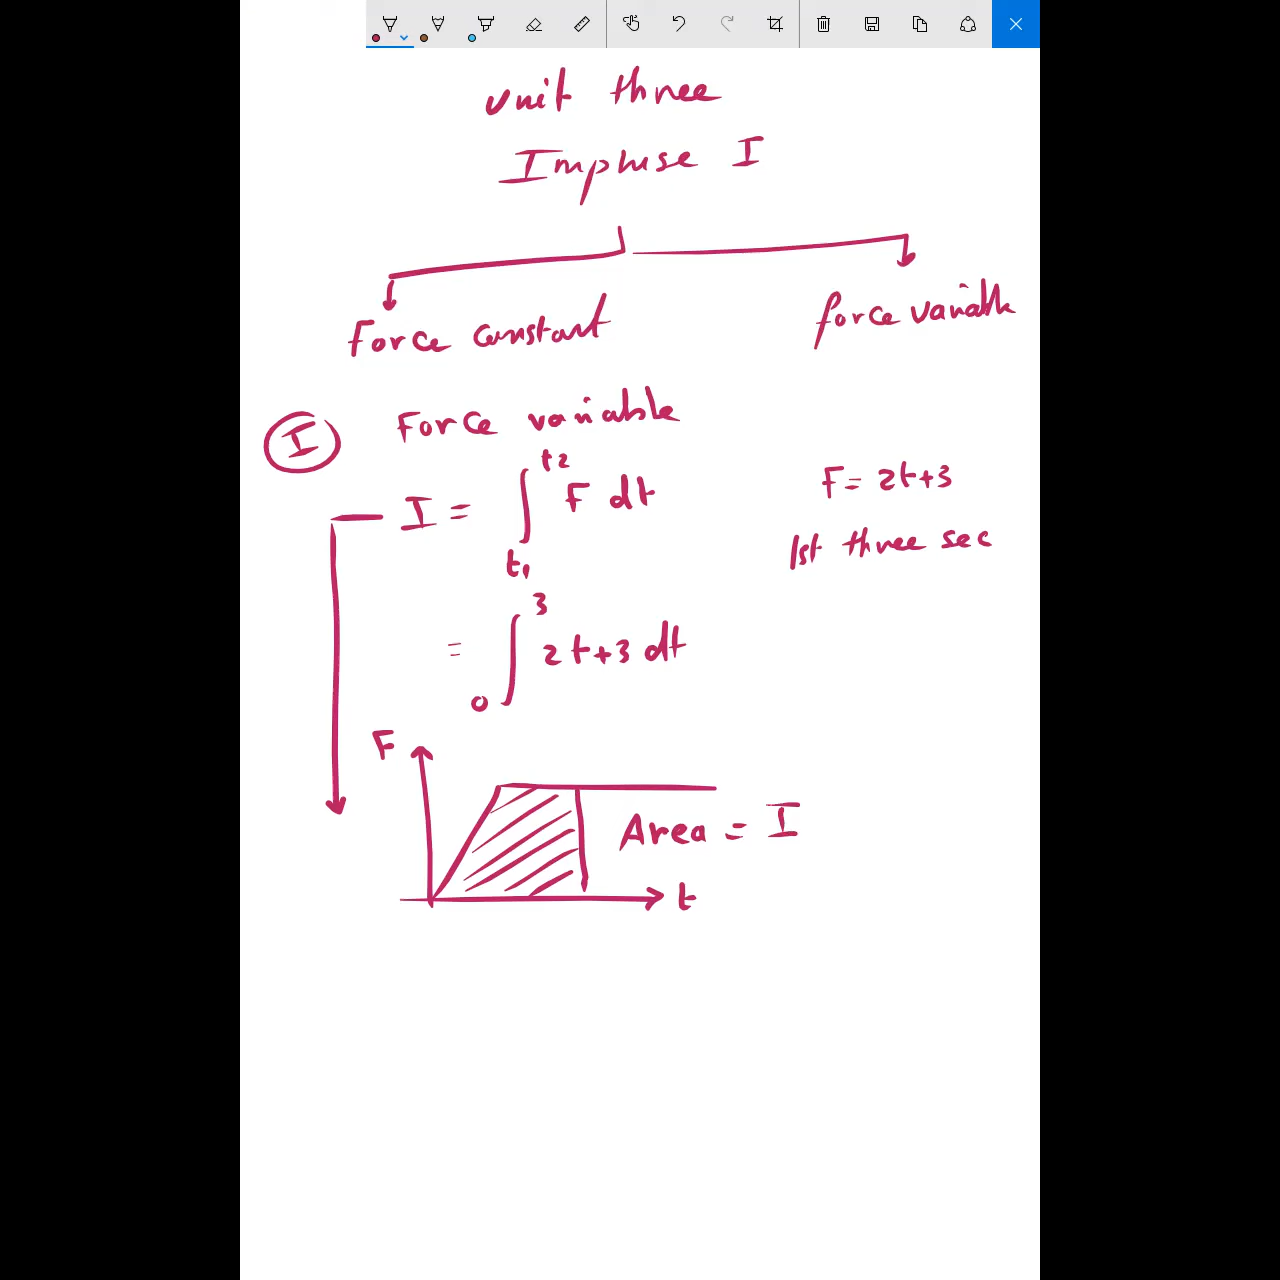 unit three
Impulse I
Force constant
force variable
I Force variable
I = ∫ t1 t2 F dt
F = 2t+3
1st three sec
= ∫ 0 3 2t+3 dt
F
Area = I
t